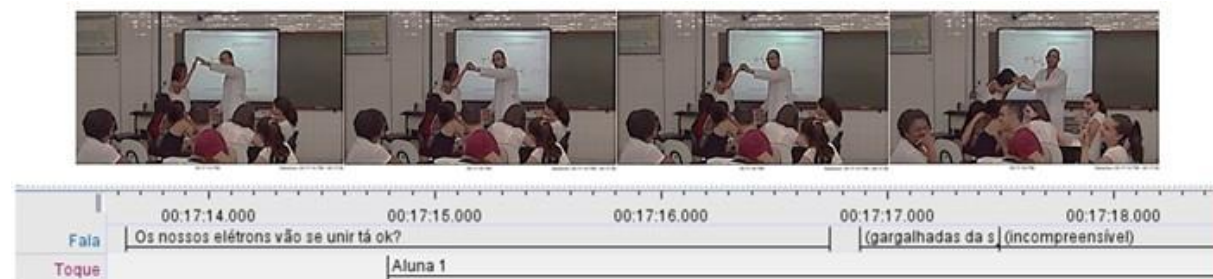 00:17:14.000 00:17:15.000 00:17:16.000 00:17:17.000 00:17:18.000
Fala Os nossos elétrons vão se unir tá ok? (gargalhadas da s (incompreensível)
Toque Aluna 1